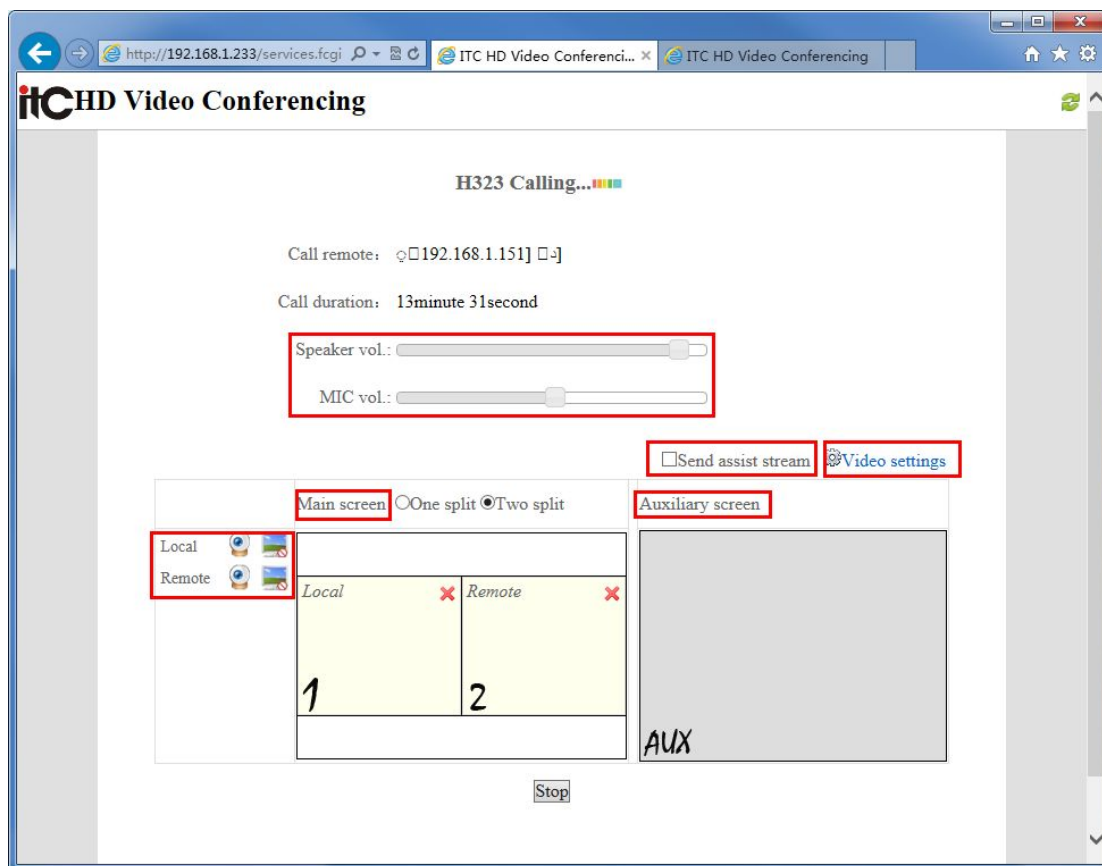 http://192.168.1.233/services.fcgi
ITC HD Video Conferenci...
ITC HD Video Conferencing
itC HD Video Conferencing
H323 Calling...
Call remote: 192.168.1.151]
Call duration: 13minute 31second
Speaker vol.:
MIC vol.:
Send assist stream Video settings
Main screen One split Two split Auxiliary screen
Local
Remote
Local Remote
1 2
AUX
Stop